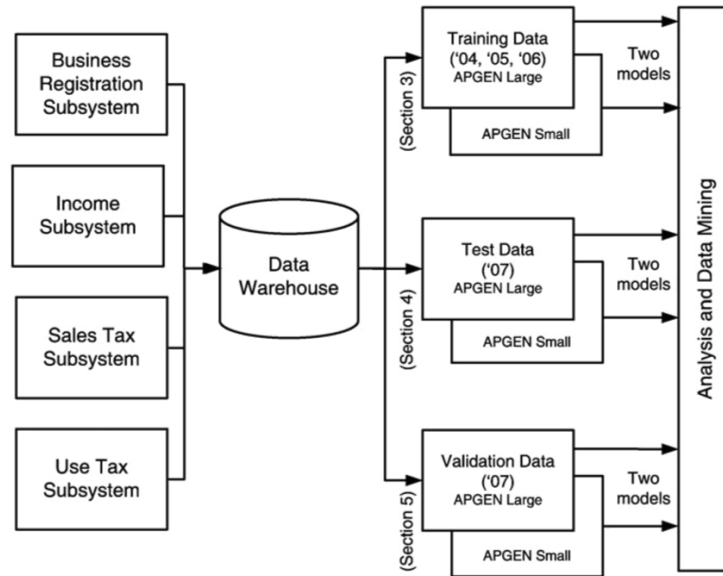 Business
Registration
Subsystem
Income
Subsystem
Sales Tax
Subsystem
Use Tax
Subsystem
Data
Warehouse
(Section 3)
Training Data
(‘04, ‘05, ‘06)
APGEN Large
APGEN Small
Two
models
(Section 4)
Test Data
(‘07)
APGEN Large
APGEN Small
Two
models
(Section 5)
Validation Data
(‘07)
APGEN Large
APGEN Small
Two
models
Analysis and Data Mining